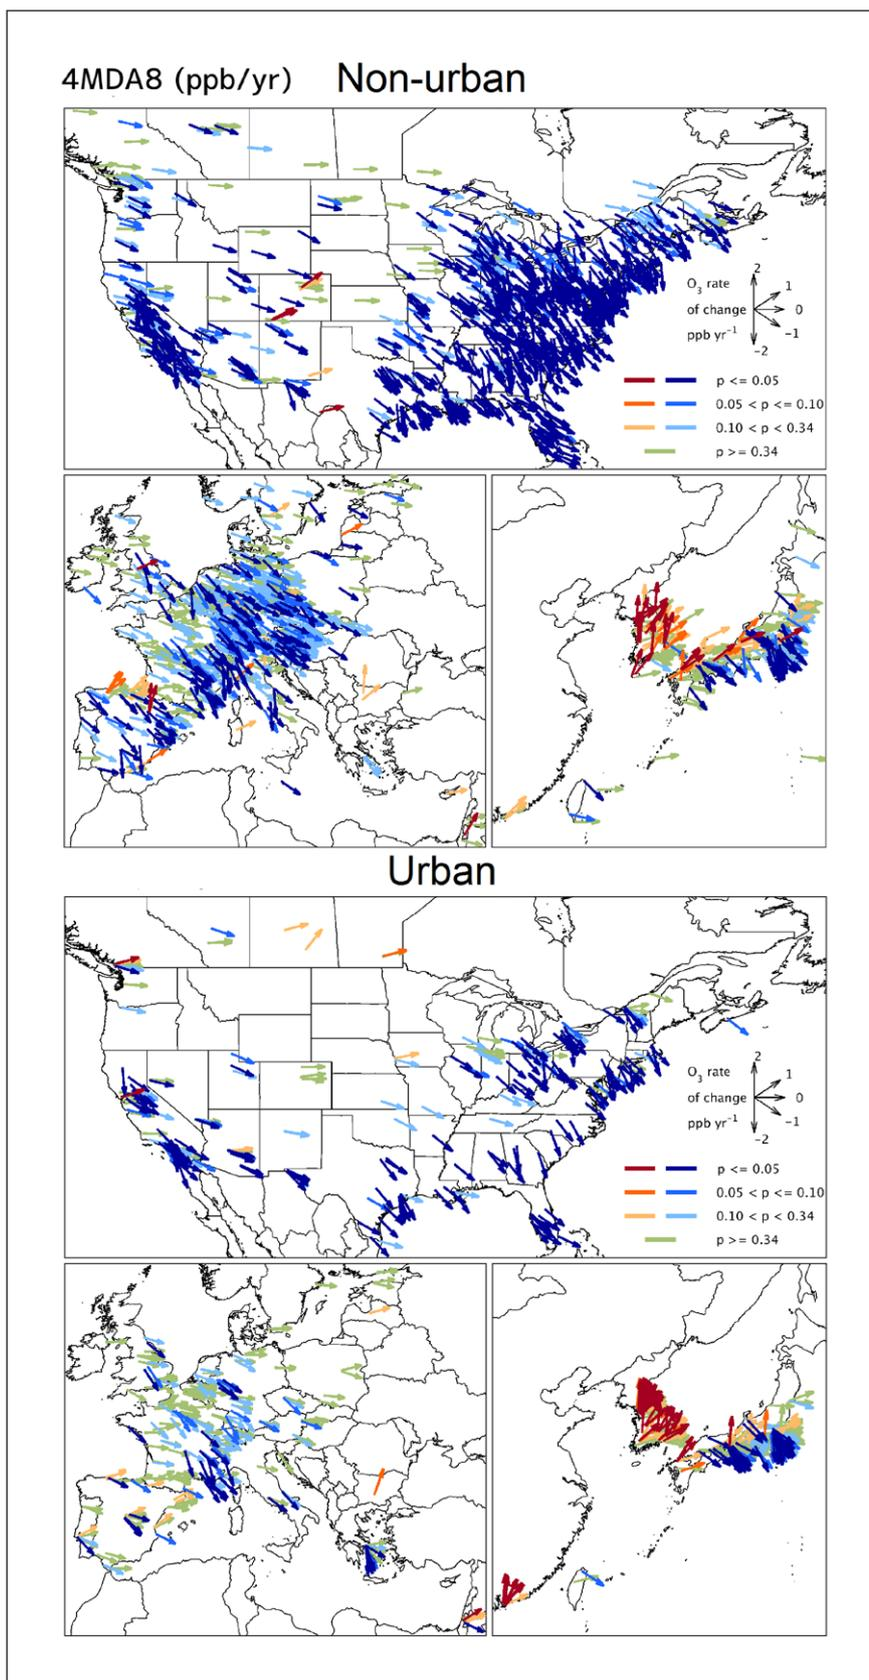 4MDA8 (ppb/yr) Non-urban
2
O3 rate 1
of change 0
ppb yr−1 −1
−2
p <= 0.05
0.05 < p <= 0.10
0.10 < p < 0.34
p >= 0.34
Urban
2
O3 rate 1
of change 0
ppb yr−1 −1
−2
p <= 0.05
0.05 < p <= 0.10
0.10 < p < 0.34
p >= 0.34